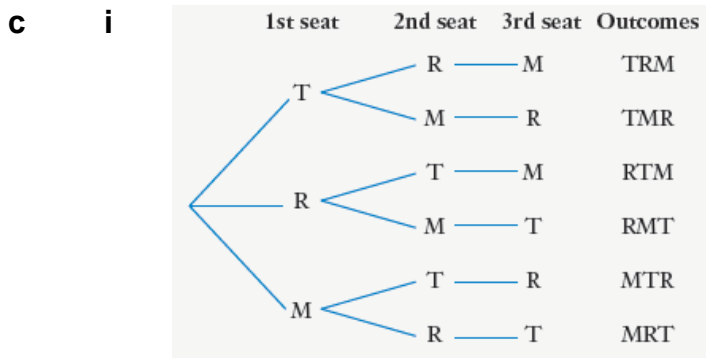 c i 1st seat 2nd seat 3rd seat Outcomes
R M TRM
T
M R TMR
T M RTM
R
M T RMT
T R MTR
M
R T MRT